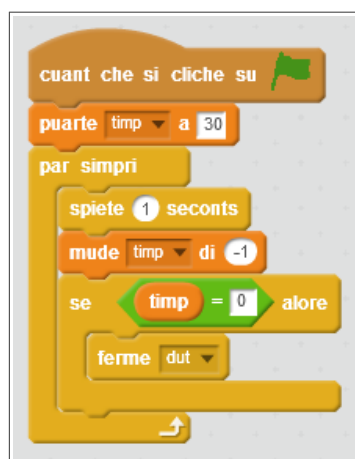 cuant che si cliche su
puarte timp a 30
par simpri
spiete 1 seconts
mude timp di -1
se timp = 0 alore
ferme dut